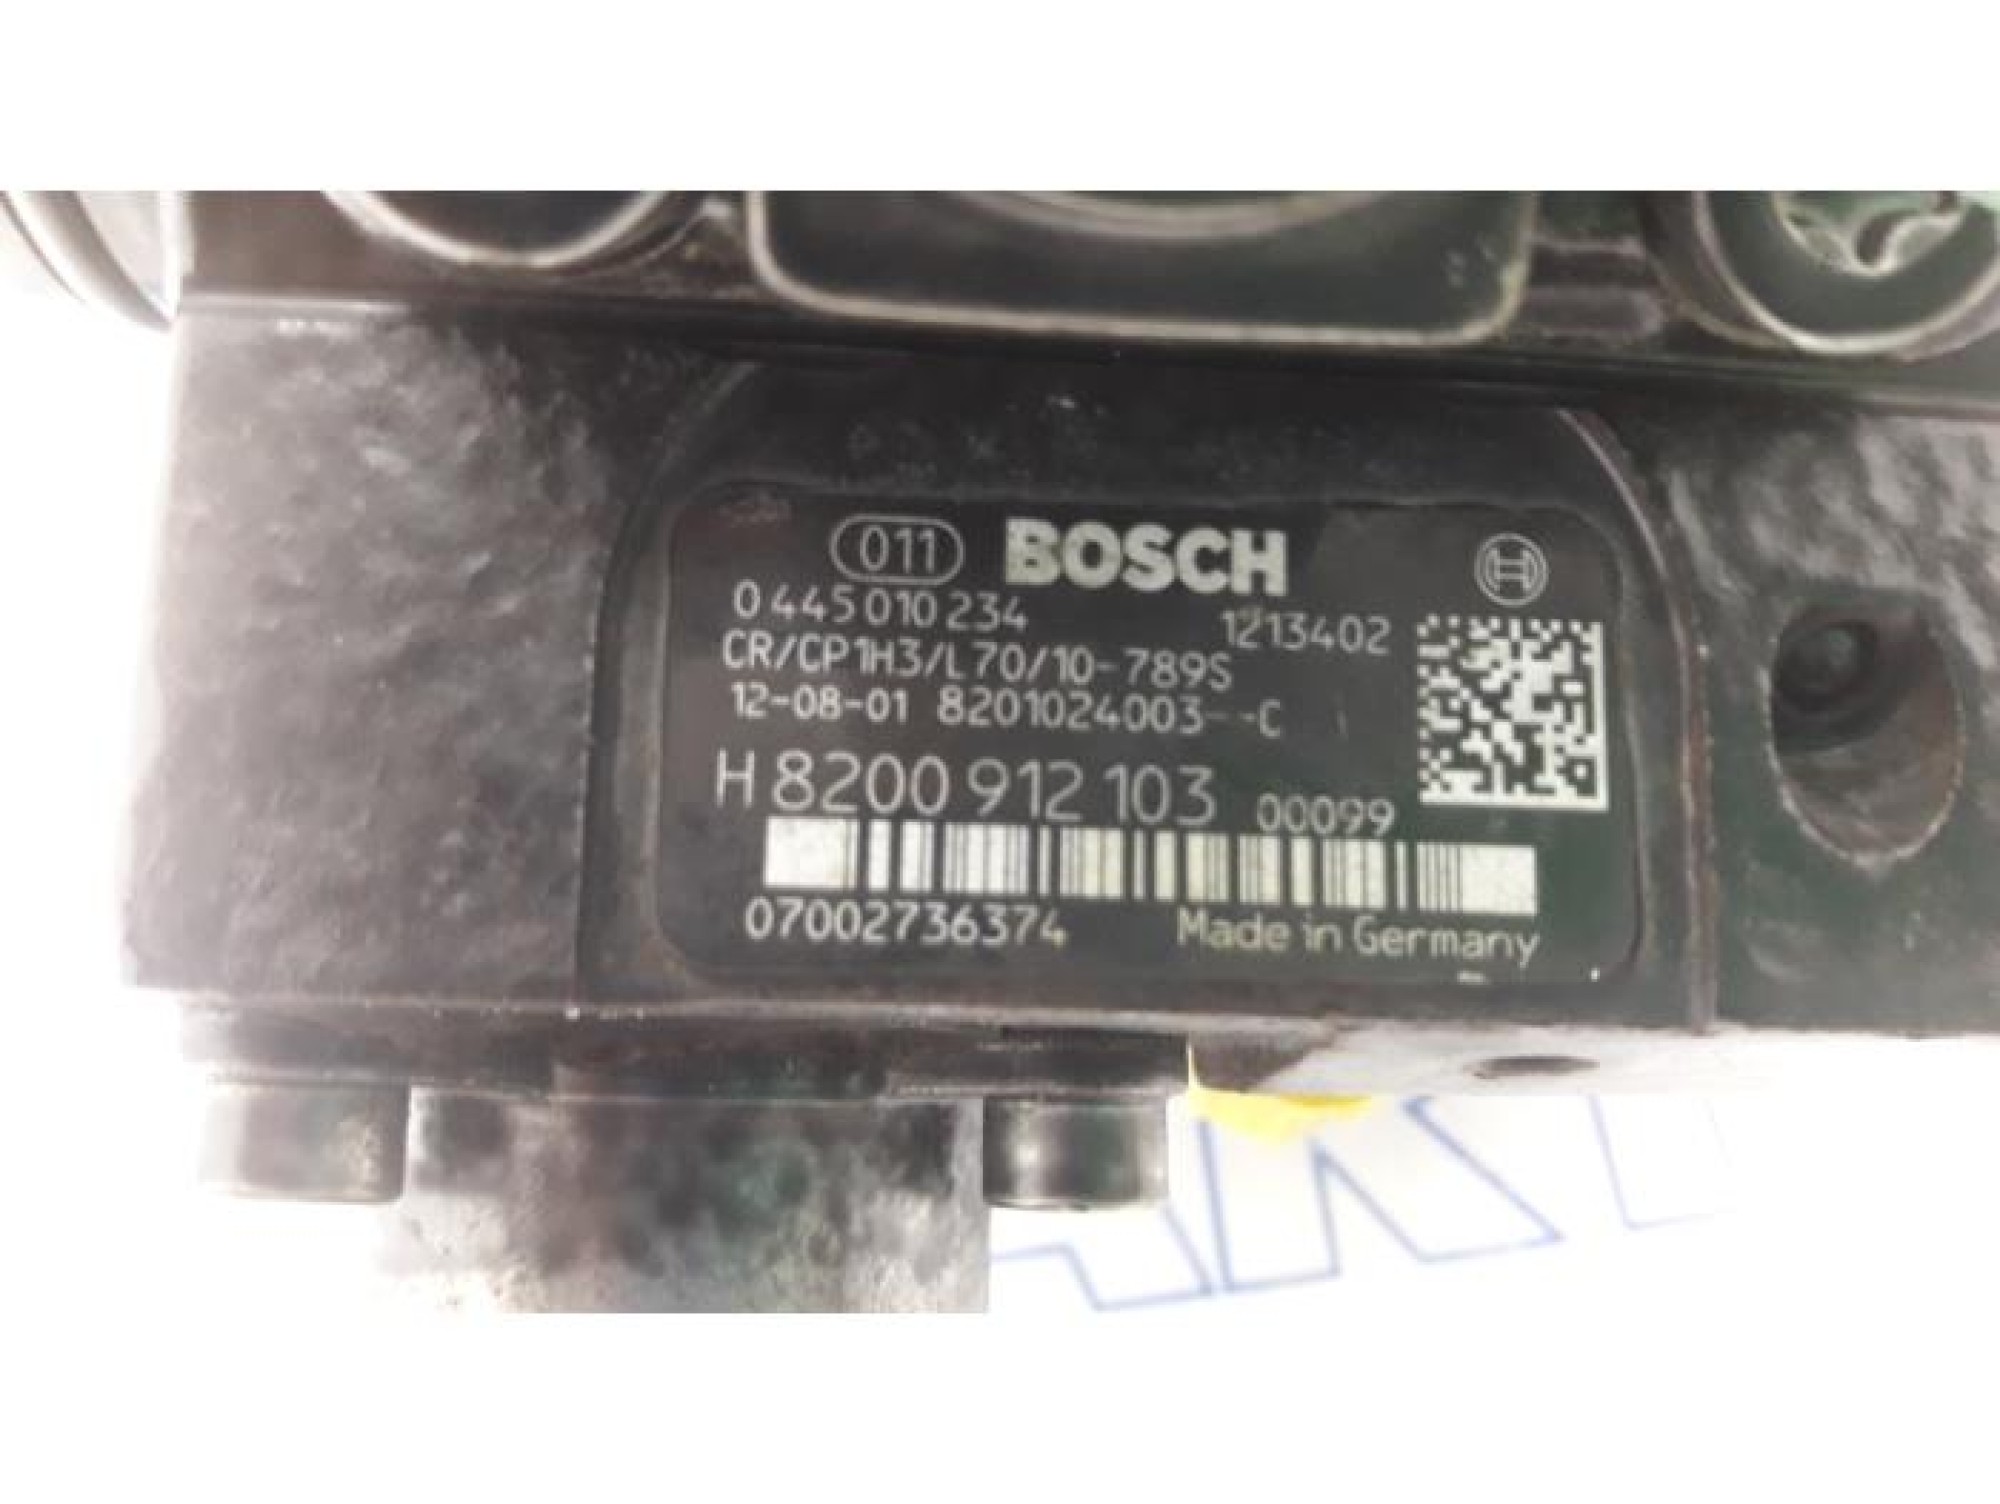 011 BOSCH
0 445 010 234 1213402
CR/CP1H3/L70/10-789S
12-08-01 8201024003--C
H 8200 912 103 00099
07002736374 Made in Germany